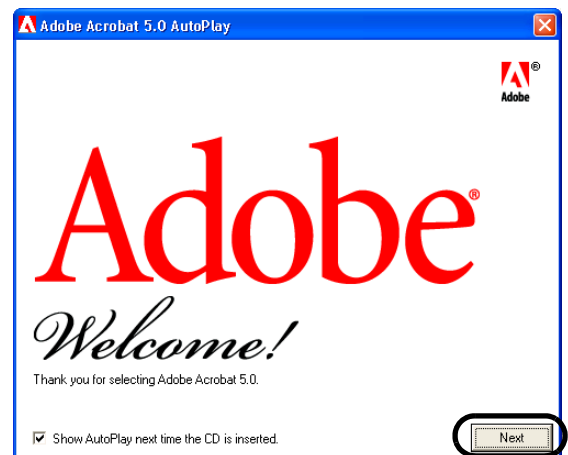 Adobe Acrobat 5.0 AutoPlay
®
Adobe
Adobe®
Welcome!
Thank you for selecting Adobe Acrobat 5.0.
Show AutoPlay next time the CD is inserted.
Next